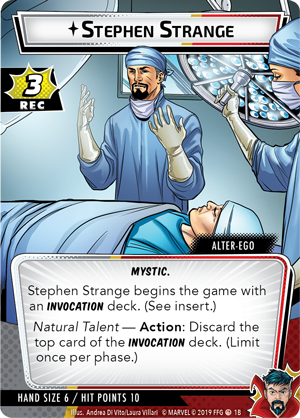 STEPHEN STRANGE
3
REC
ALTER-EGO
MYSTIC.
Stephen Strange begins the game with
an INVOCATION deck. (See insert.)
Natural Talent — Action: Discard the
top card of the INVOCATION deck. (Limit
once per phase.)
HAND SIZE 6 / HIT POINTS 10
Illus. Andrea Di Vito/Laura Villari © MARVEL © 2019 FFG 1B